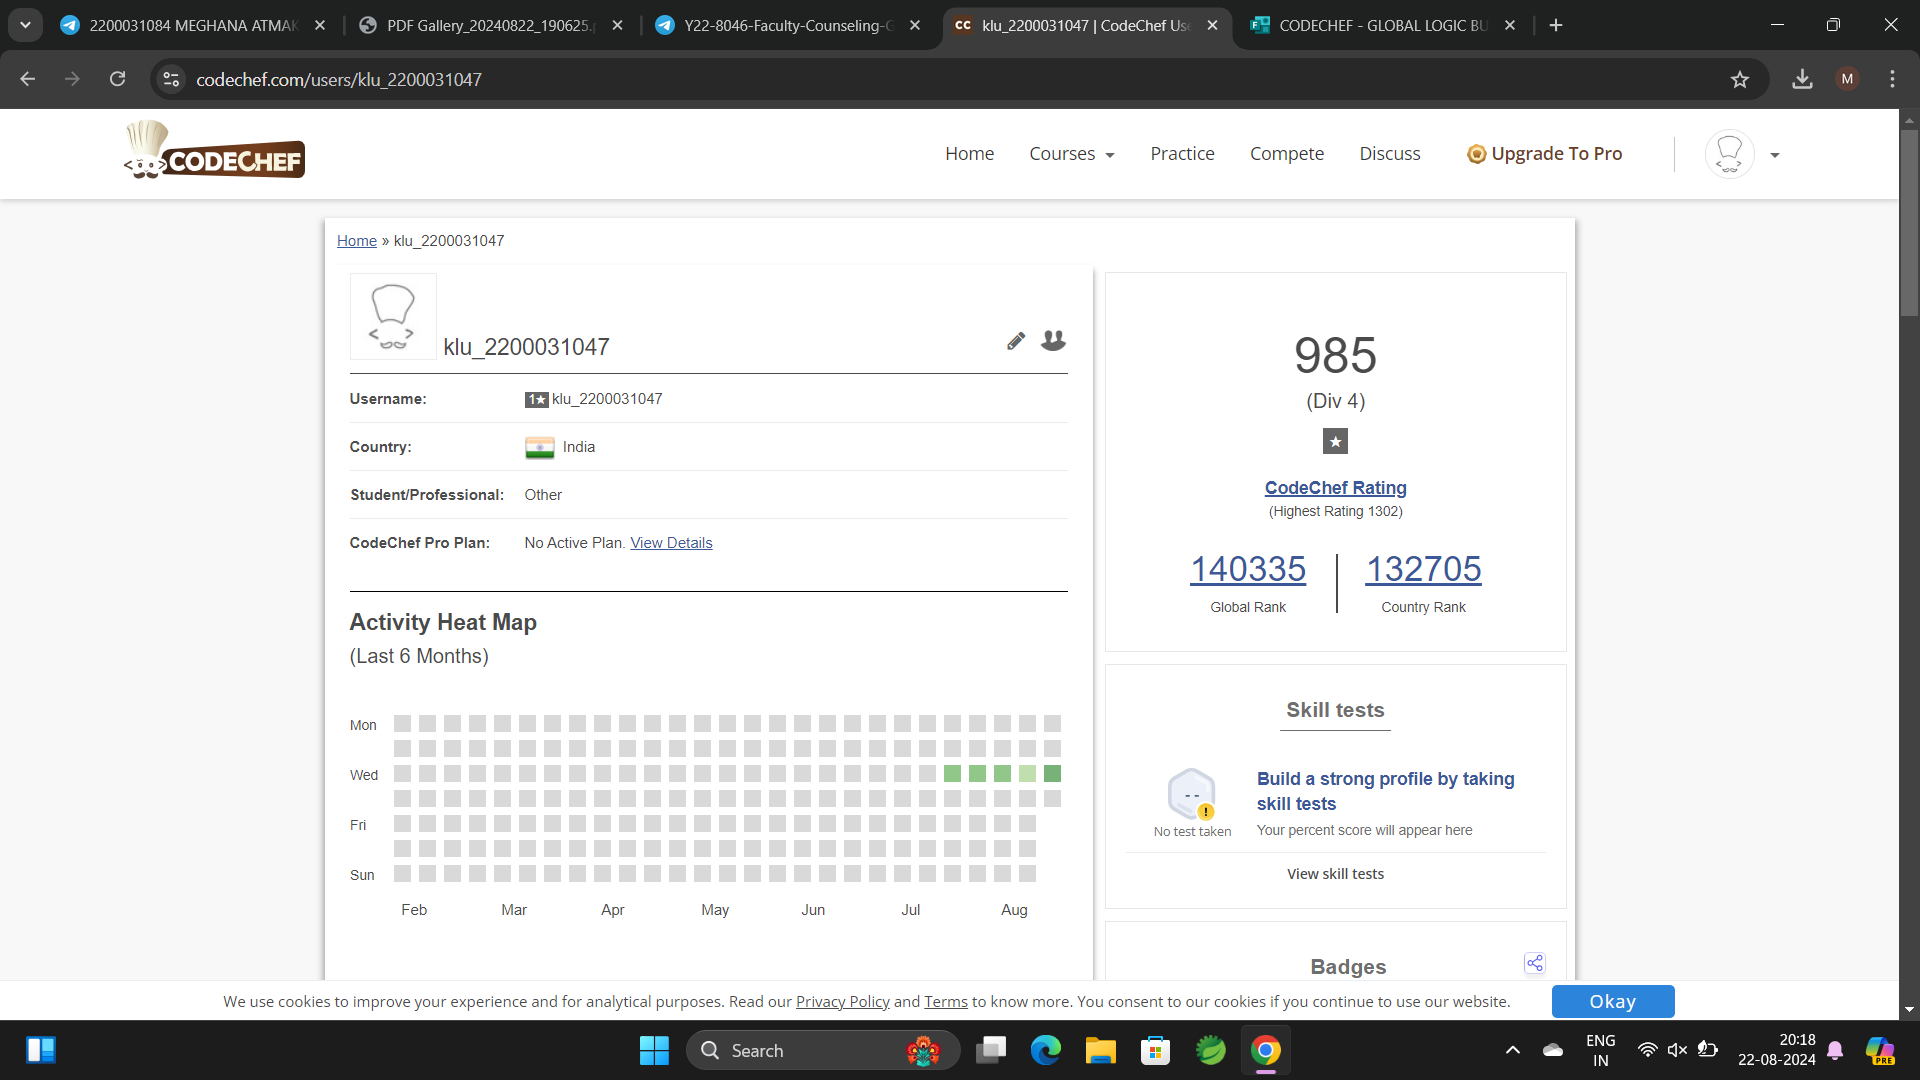 2200031084 MEGHANA ATMAK
PDF Gallery_20240822_190625.p
Y22-8046-Faculty-Counseling-G
CC klu_2200031047 | CodeChef Use
CODECHEF - GLOBAL LOGIC BU
codechef.com/users/klu_2200031047
M
CODECHEF
Home
Courses
Practice
Compete
Discuss
Upgrade To Pro
Home » klu_2200031047
klu_2200031047
Username: 1★ klu_2200031047
Country: India
Student/Professional: Other
CodeChef Pro Plan: No Active Plan. View Details
Activity Heat Map
(Last 6 Months)
Mon
Wed
Fri
Sun
Feb Mar Apr May Jun Jul Aug
985
(Div 4)
★
CodeChef Rating
(Highest Rating 1302)
140335
Global Rank
132705
Country Rank
Skill tests
No test taken
Build a strong profile by taking
skill tests
Your percent score will appear here
View skill tests
Badges
We use cookies to improve your experience and for analytical purposes. Read our Privacy Policy and Terms to know more. You consent to our cookies if you continue to use our website.
Okay
Search
ENG
IN
20:18
22-08-2024
PRE